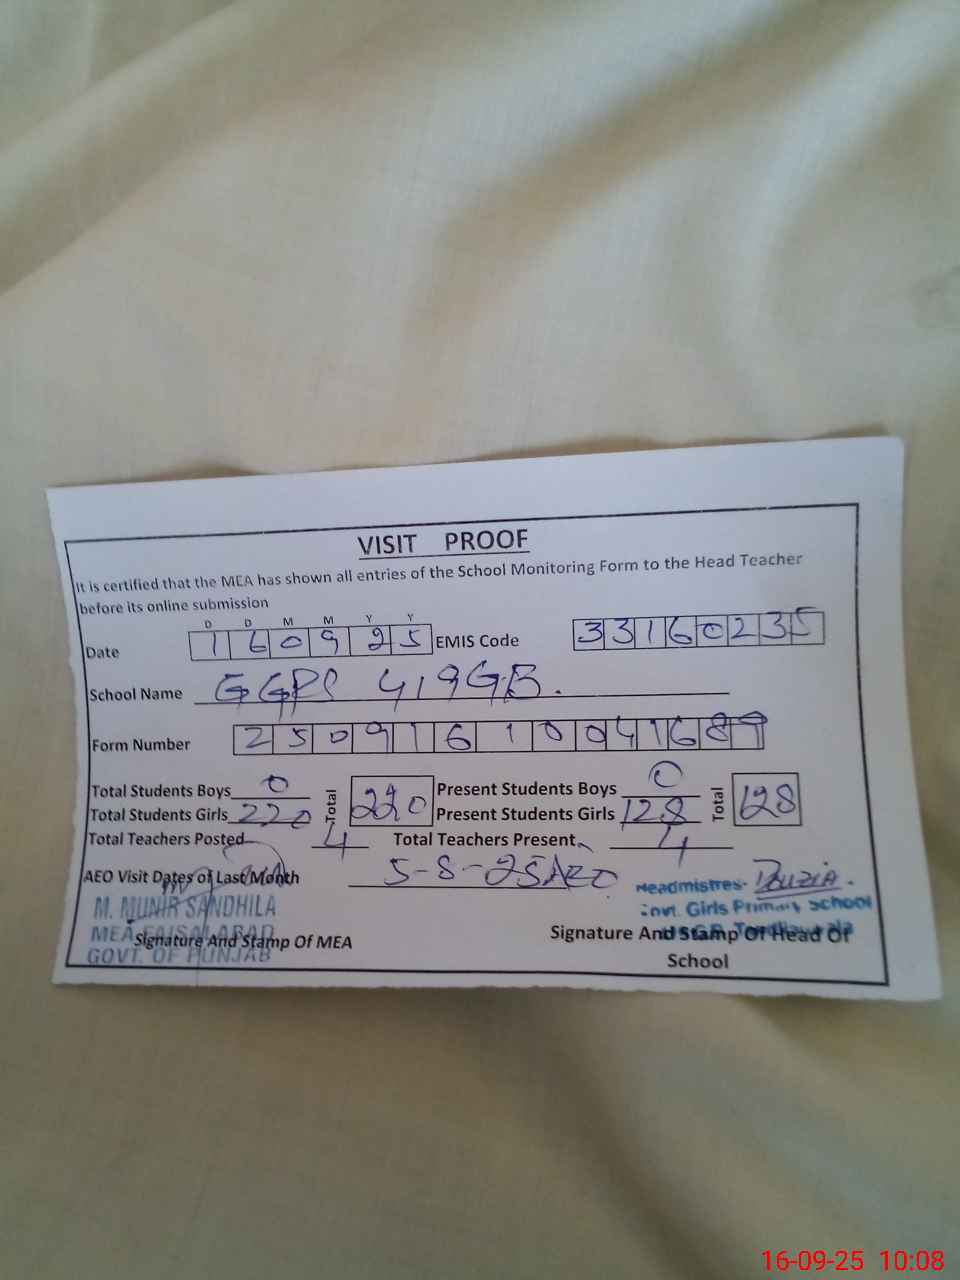 VISIT PROOF
It is certified that the MEA has shown all entries of the School Monitoring Form to the Head Teacher
before its online submission
D D M M Y Y
Date 1 6 0 9 2 5 EMIS Code 3 3 1 6 0 2 3 5
School Name GGPS 419GB.
Form Number 2 5 0 9 1 6 1 0 0 4 1 6 8 9
Total Students Boys 0 Total 220 Present Students Boys 0 Total 128
Total Students Girls 220 Present Students Girls 128
Total Teachers Posted 4 Total Teachers Present 4
AEO Visit Dates of Last Month 5-8-25 AEO
M. MUNIR SANDHILA
MEA FAISALABAD
GOVT. OF PUNJAB
Signature And Stamp Of MEA
Headmistres-
Govt. Girls Primary School
Signature And Stamp Of Head Of
School
16-09-25 10:08